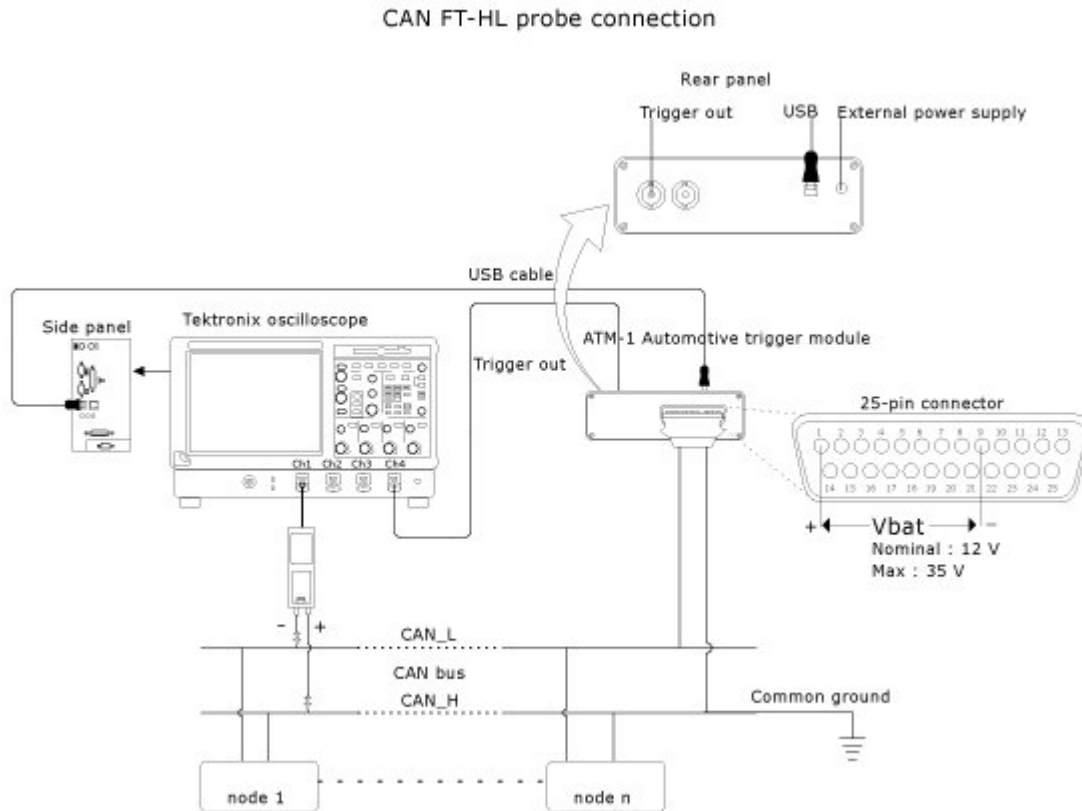 CAN FT-HL probe connection
Rear panel
Trigger out
USB
External power supply
USB cable
Side panel
Tektronix oscilloscope
ATM-1 Automotive trigger module
Trigger out
25-pin connector
1 2 3 4 5 6 7 8 9 10 11 12 13
14 15 16 17 18 19 20 21 22 23 24 25
Ch1 Ch2 Ch3 Ch4
+ Vbat -
Nominal : 12 V
Max : 35 V
- +
CAN_L
CAN bus
CAN_H
Common ground
node 1
node n